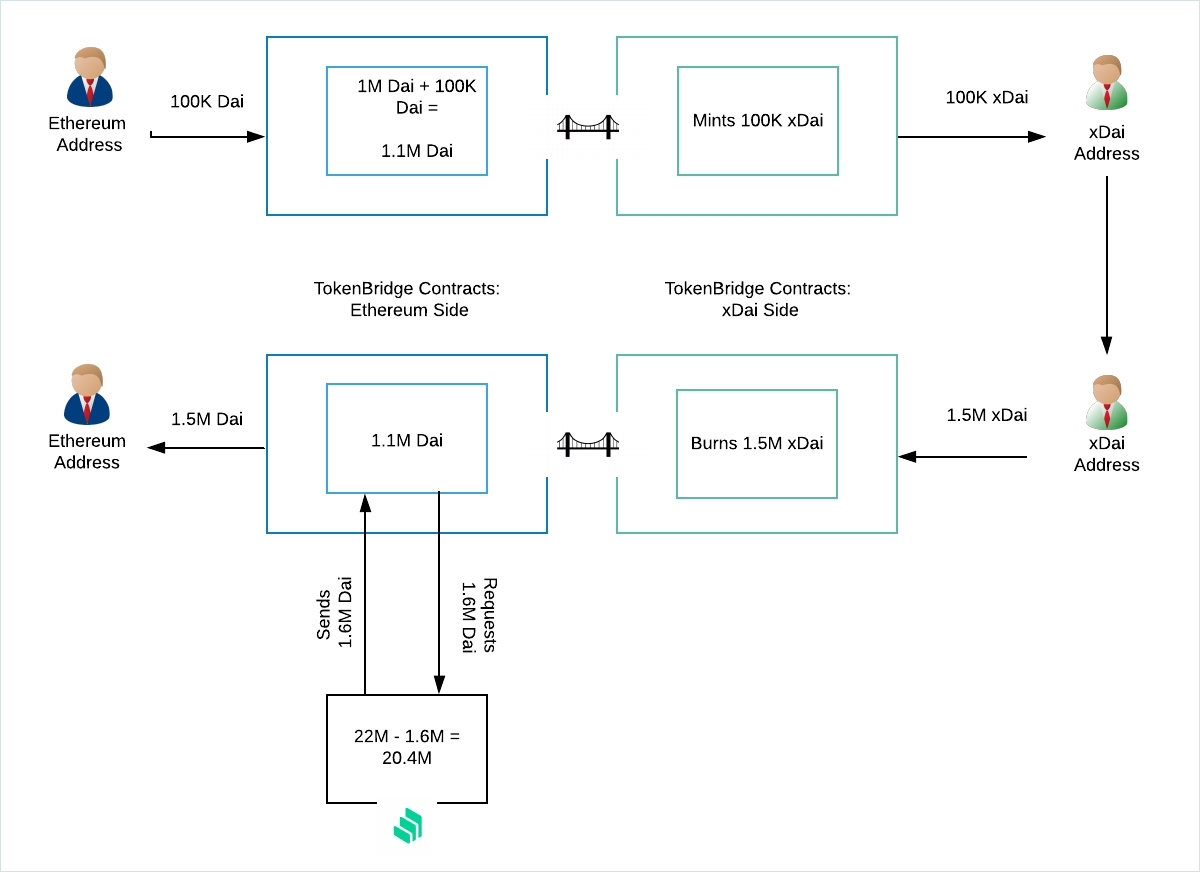 Ethereum
Address
100K Dai
1M Dai + 100K
Dai =
1.1M Dai
Mints 100K xDai
100K xDai
xDai
Address
TokenBridge Contracts:
Ethereum Side
TokenBridge Contracts:
xDai Side
Ethereum
Address
1.5M Dai
1.1M Dai
Burns 1.5M xDai
1.5M xDai
xDai
Address
Sends
1.6M Dai
Requests
1.6M Dai
22M - 1.6M =
20.4M